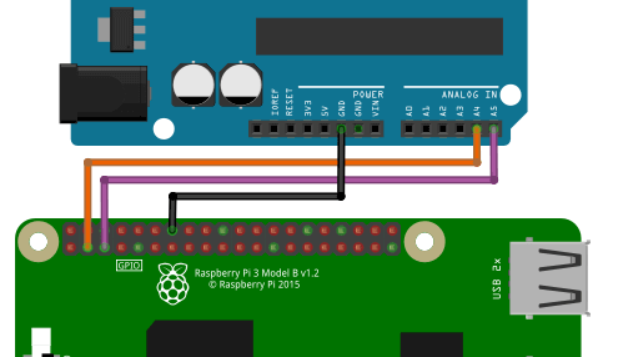 POWER
ANALOG IN
IOREF
RESET
3V3
5V
GND
GND
VIN
A0
A1
A2
A3
A4
A5
GPIO
Raspberry Pi 3 Model B v1.2
© Raspberry Pi 2015
USB 2x